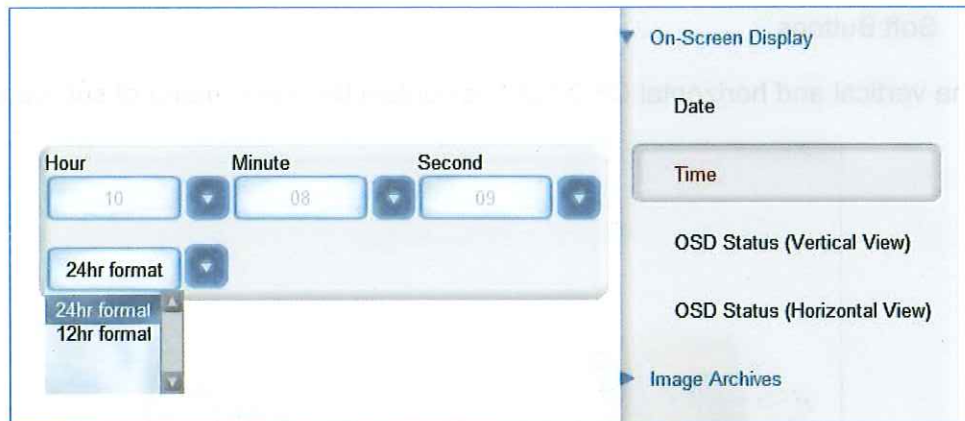 On-Screen Display
Date
Hour Minute Second
Time
10 08 09
OSD Status (Vertical View)
24hr format
24hr format
OSD Status (Horizontal View)
12hr format
Image Archives